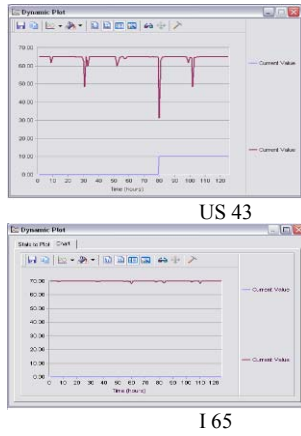 Dynamic Plot
70.00
60.00
50.00
40.00
30.00
20.00
10.00
0.00
0 10 20 30 40 50 60 70 80 90 100 110 120
Time (hours)
Current Value
Current Value
US 43
Dynamic Plot
Stats to Plot Chart
70.00
60.00
50.00
40.00
30.00
20.00
10.00
0.00
0 10 20 30 40 50 60 70 80 90 100 110 120
Time (hours)
Current Value
Current Value
I 65